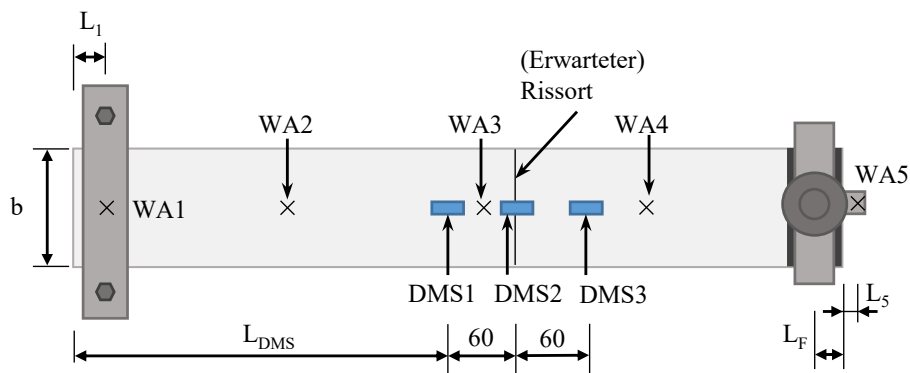 L1
(Erwarteter)
Rissort
WA2
WA3
WA4
WA5
b
WA1
DMS1
DMS2
DMS3
L5
LDMS
60
60
LF